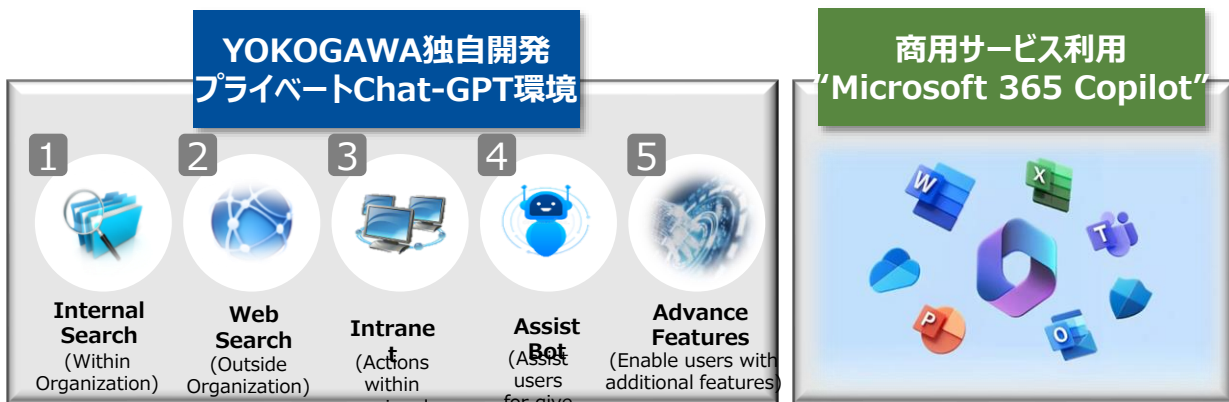 YOKOGAWA独自開発
プライベートChat-GPT環境
商用サービス利用
“Microsoft 365 Copilot”
1
2
3
4
5
Internal
Search
(Within
Organization)
Web
Search
(Outside
Organization)
Intrane
t
(Actions
within
Assist
Bot
(Assist
users
for give
Advance
Features
(Enable users with
additional features)
W
X
T
P
O